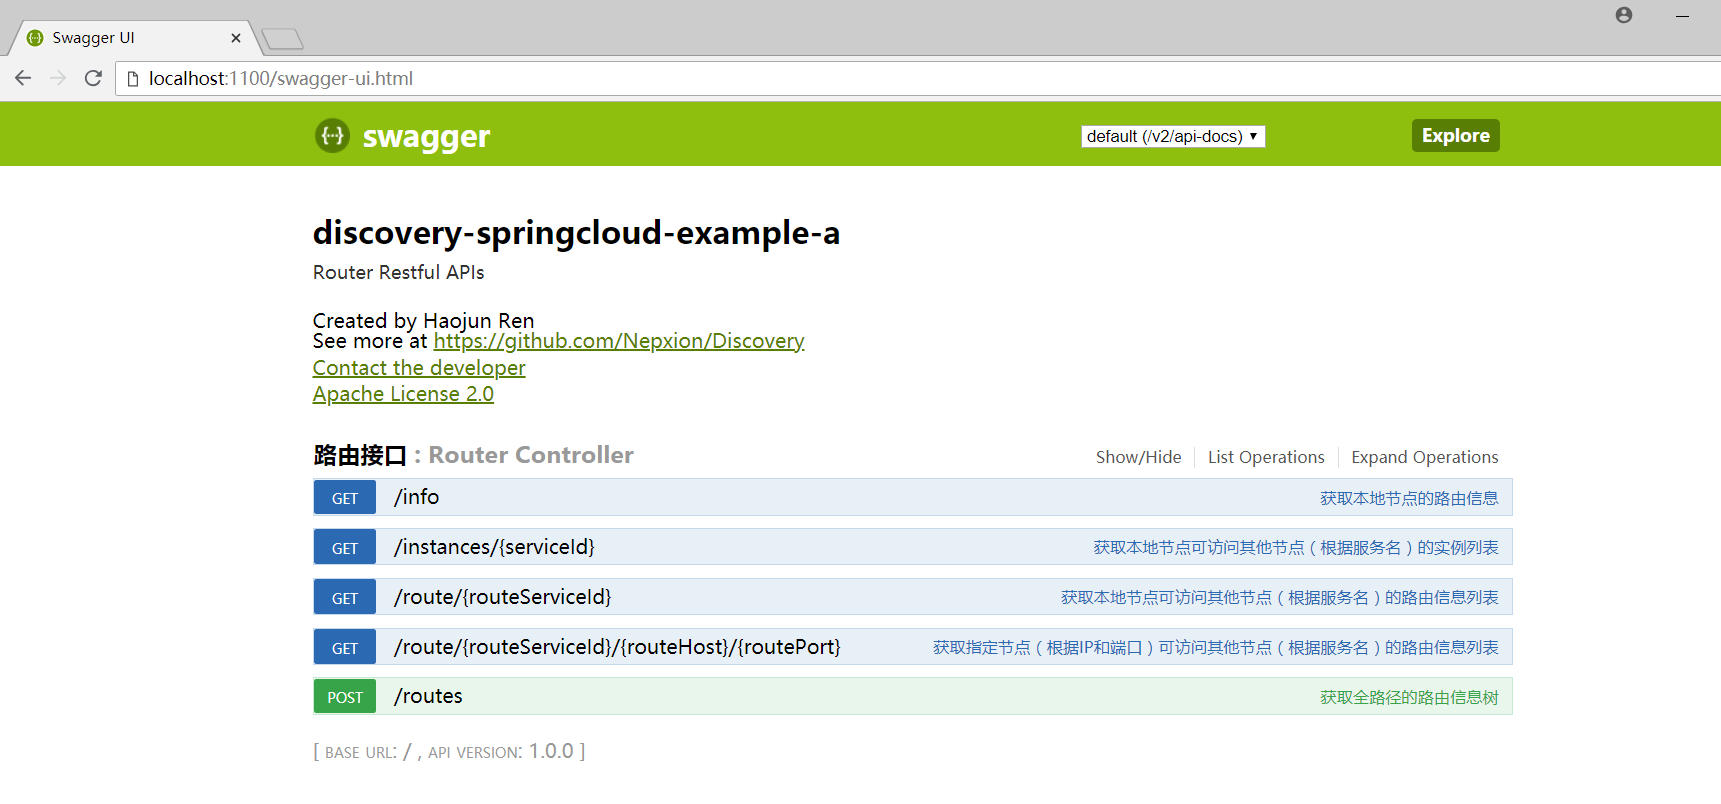 Swagger UI
localhost:1100/swagger-ui.html
swagger
default (/v2/api-docs)
Explore
discovery-springcloud-example-a
Router Restful APIs
Created by Haojun Ren
See more at https://github.com/Nepxion/Discovery
Contact the developer
Apache License 2.0
路由接口 : Router Controller
Show/Hide
List Operations
Expand Operations
GET /info 获取本地节点的路由信息
GET /instances/{serviceId} 获取本地节点可访问其他节点（根据服务名）的实例列表
GET /route/{routeServiceId} 获取本地节点可访问其他节点（根据服务名）的路由信息列表
GET /route/{routeServiceId}/{routeHost}/{routePort} 获取指定节点（根据IP和端口）可访问其他节点（根据服务名）的路由信息列表
POST /routes 获取全路径的路由信息树
[ BASE URL: / , API VERSION: 1.0.0 ]